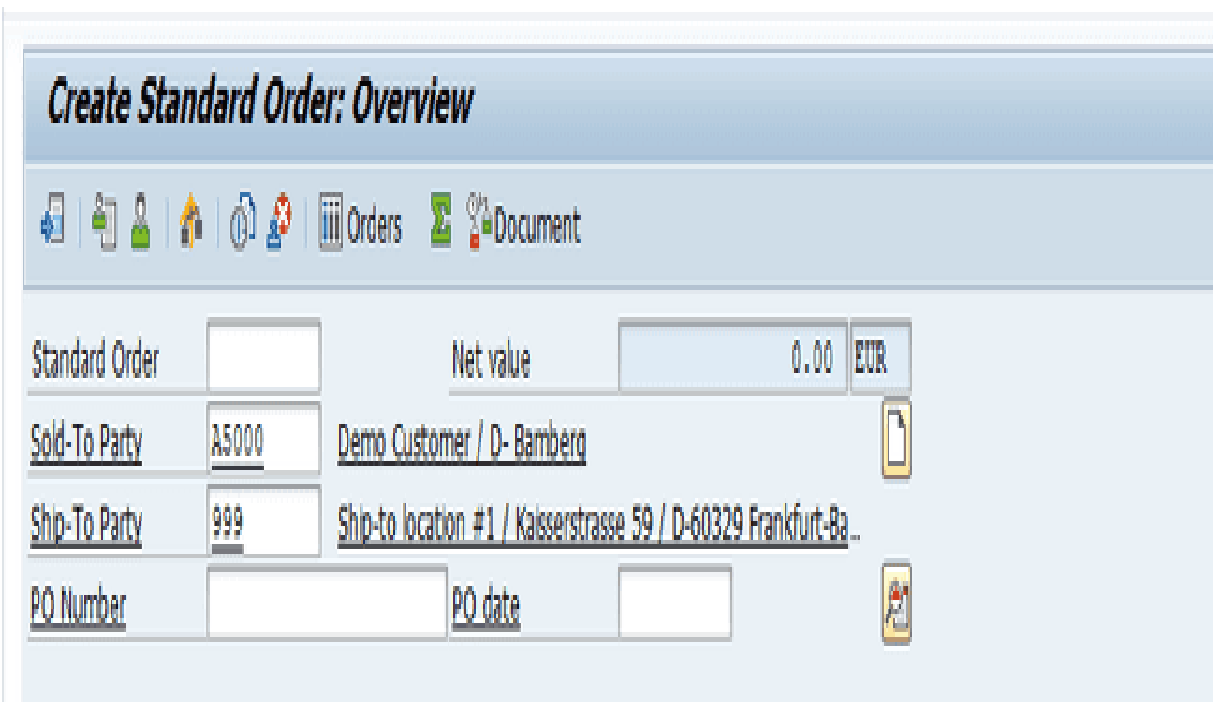 Create Standard Order: Overview
Orders Document
Standard Order Net value 0.00 EUR
Sold-To Party A5000 Demo Customer / D- Bamberg
Ship-To Party 999 Ship-to location #1 / Kaisserstrasse 59 / D-60329 Frankfurt-Ba...
PO Number PO date